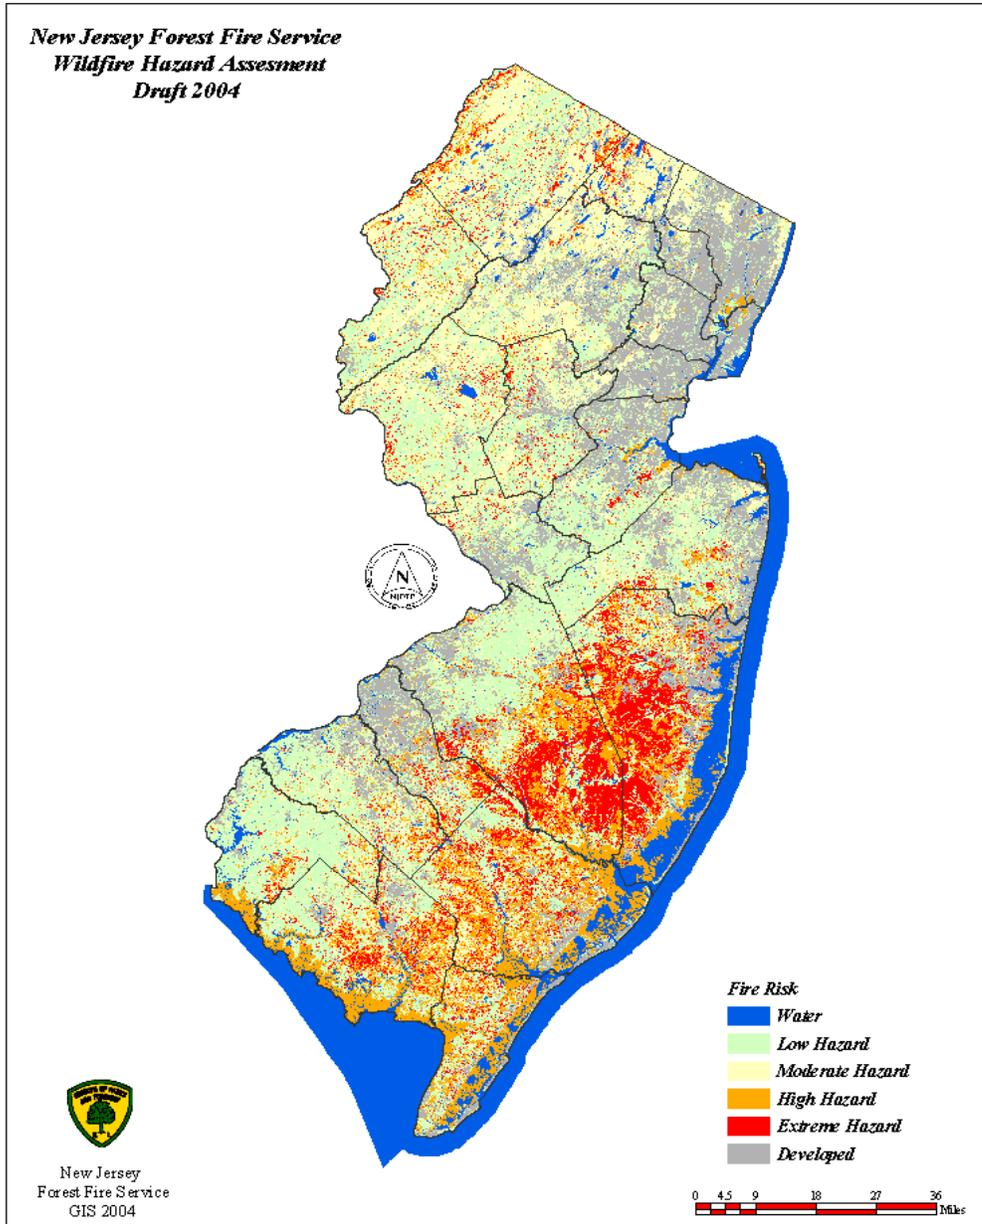 New Jersey Forest Fire Service
Wildfire Hazard Assesment
Draft 2004
N
Fire Risk
Water
Low Hazard
Moderate Hazard
High Hazard
Extreme Hazard
Developed
New Jersey
Forest Fire Service
GIS 2004
0 4.5 9 18 27 36
Miles